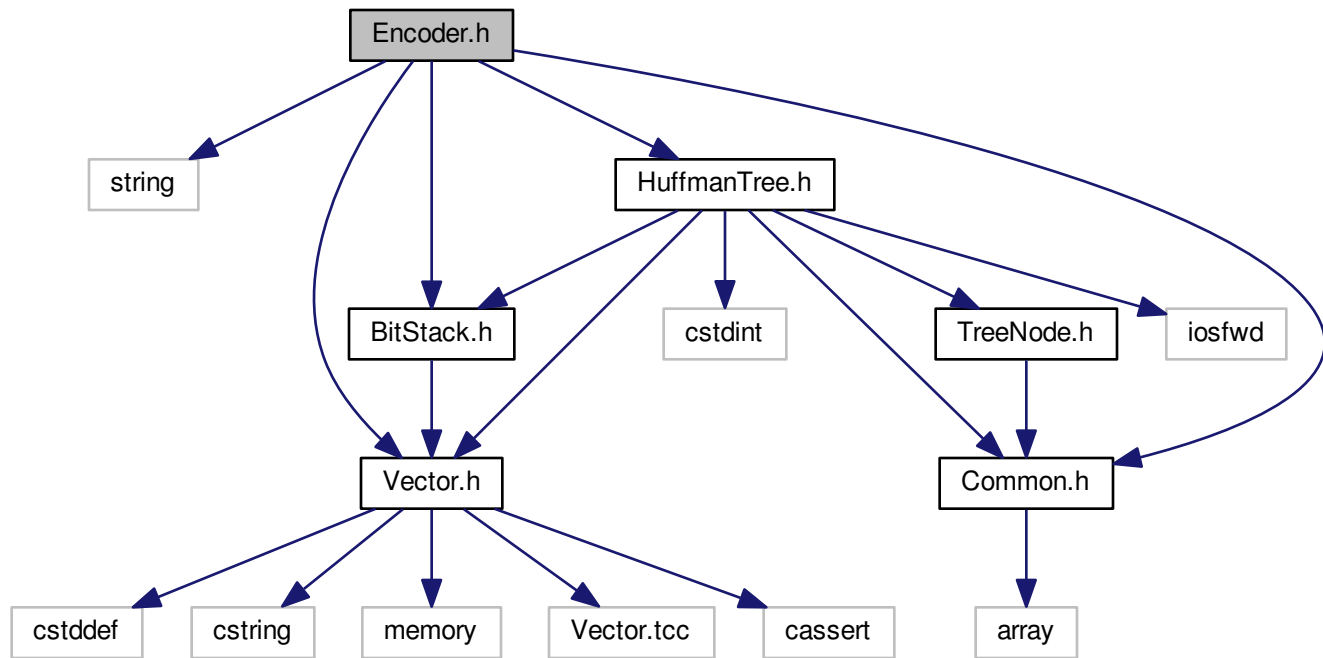 Encoder.h
string
HuffmanTree.h
BitStack.h
cstdint
TreeNode.h
iosfwd
Vector.h
Common.h
cstddef
cstring
memory
Vector.tcc
cassert
array